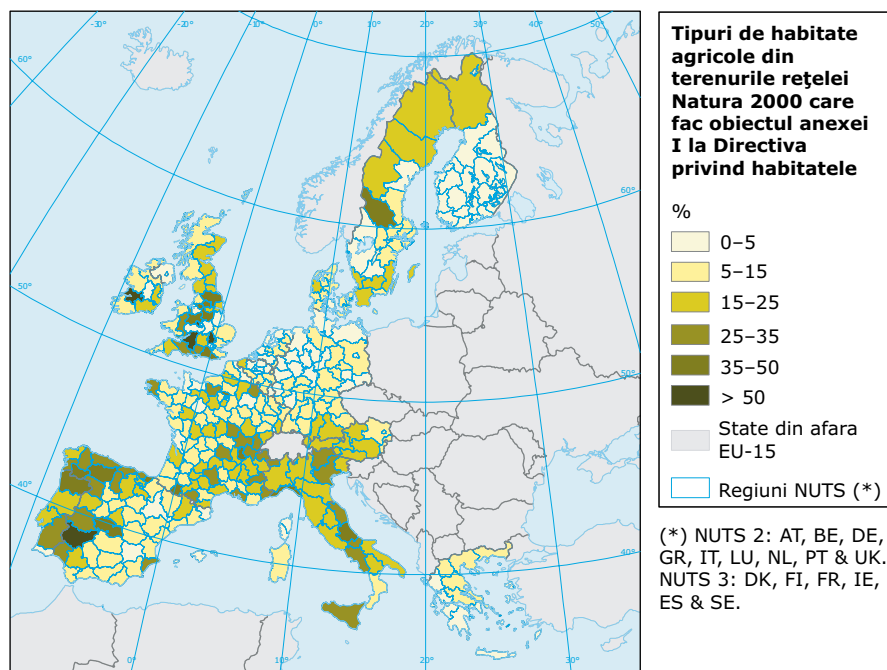 -30°
-20°
-10°
0°
10°
20°
30°
40°
50°
60°
70°
60°
60°
50°
50°
40°
40°
0°
10°
20°
30°
Tipuri de habitate
agricole din
terenurile reţelei
Natura 2000 care
fac obiectul anexei
I la Directiva
privind habitatele
%
0–5
5–15
15–25
25–35
35–50
> 50
State din afara
EU-15
Regiuni NUTS (*)
(*) NUTS 2: AT, BE, DE,
GR, IT, LU, NL, PT & UK.
NUTS 3: DK, FI, FR, IE,
ES & SE.